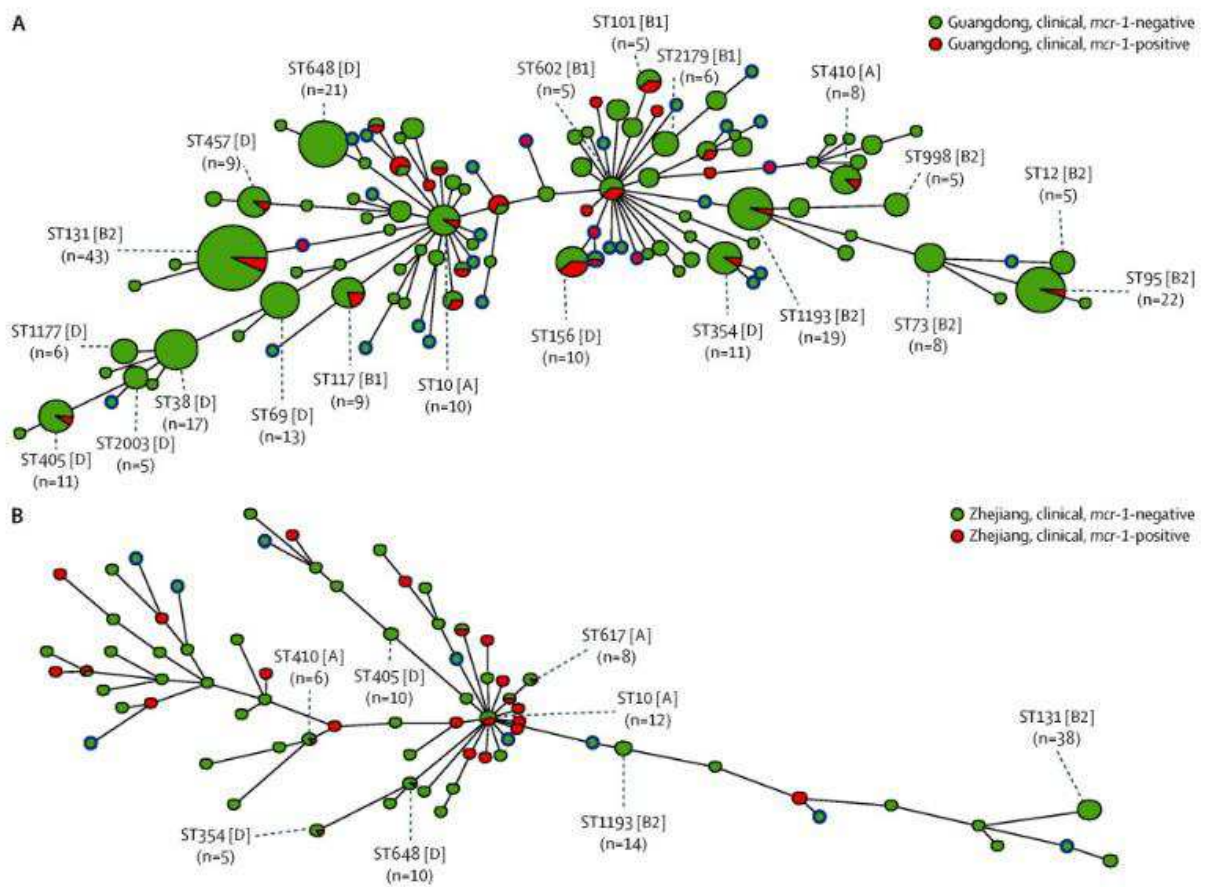 A
Guangdong, clinical, mcr-1-negative
Guangdong, clinical, mcr-1-positive
ST101 [B1]
(n=5)
ST2179 [B1]
(n=6)
ST602 [B1]
(n=5)
ST410 [A]
(n=8)
ST648 [D]
(n=21)
ST457 [D]
(n=9)
ST998 [B2]
(n=5)
ST12 [B2]
(n=5)
ST131 [B2]
(n=43)
ST95 [B2]
(n=22)
ST1177 [D]
(n=6)
ST156 [D]
(n=10)
ST354 [D]
(n=11)
ST1193 [B2]
(n=19)
ST73 [B2]
(n=8)
ST117 [B1]
(n=9)
ST10 [A]
(n=10)
ST38 [D]
(n=17)
ST69 [D]
(n=13)
ST2003 [D]
(n=5)
ST405 [D]
(n=11)
B
Zhejiang, clinical, mcr-1-negative
Zhejiang, clinical, mcr-1-positive
ST617 [A]
(n=8)
ST410 [A]
(n=6)
ST405 [D]
(n=10)
ST10 [A]
(n=12)
ST131 [B2]
(n=38)
ST1193 [B2]
(n=14)
ST354 [D]
(n=5)
ST648 [D]
(n=10)